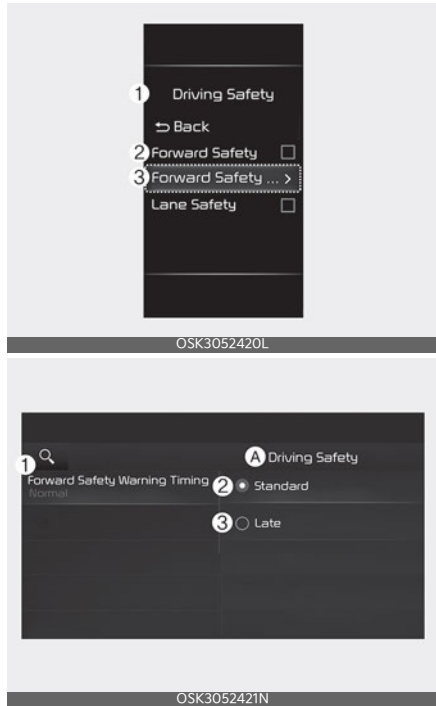 1 Driving Safety
Back
2 Forward Safety
3 Forward Safety ... >
Lane Safety
OSK3052420L
A Driving Safety
1 Forward Safety Warning Timing
Normal
2 Standard
3 Late
OSK3052421N